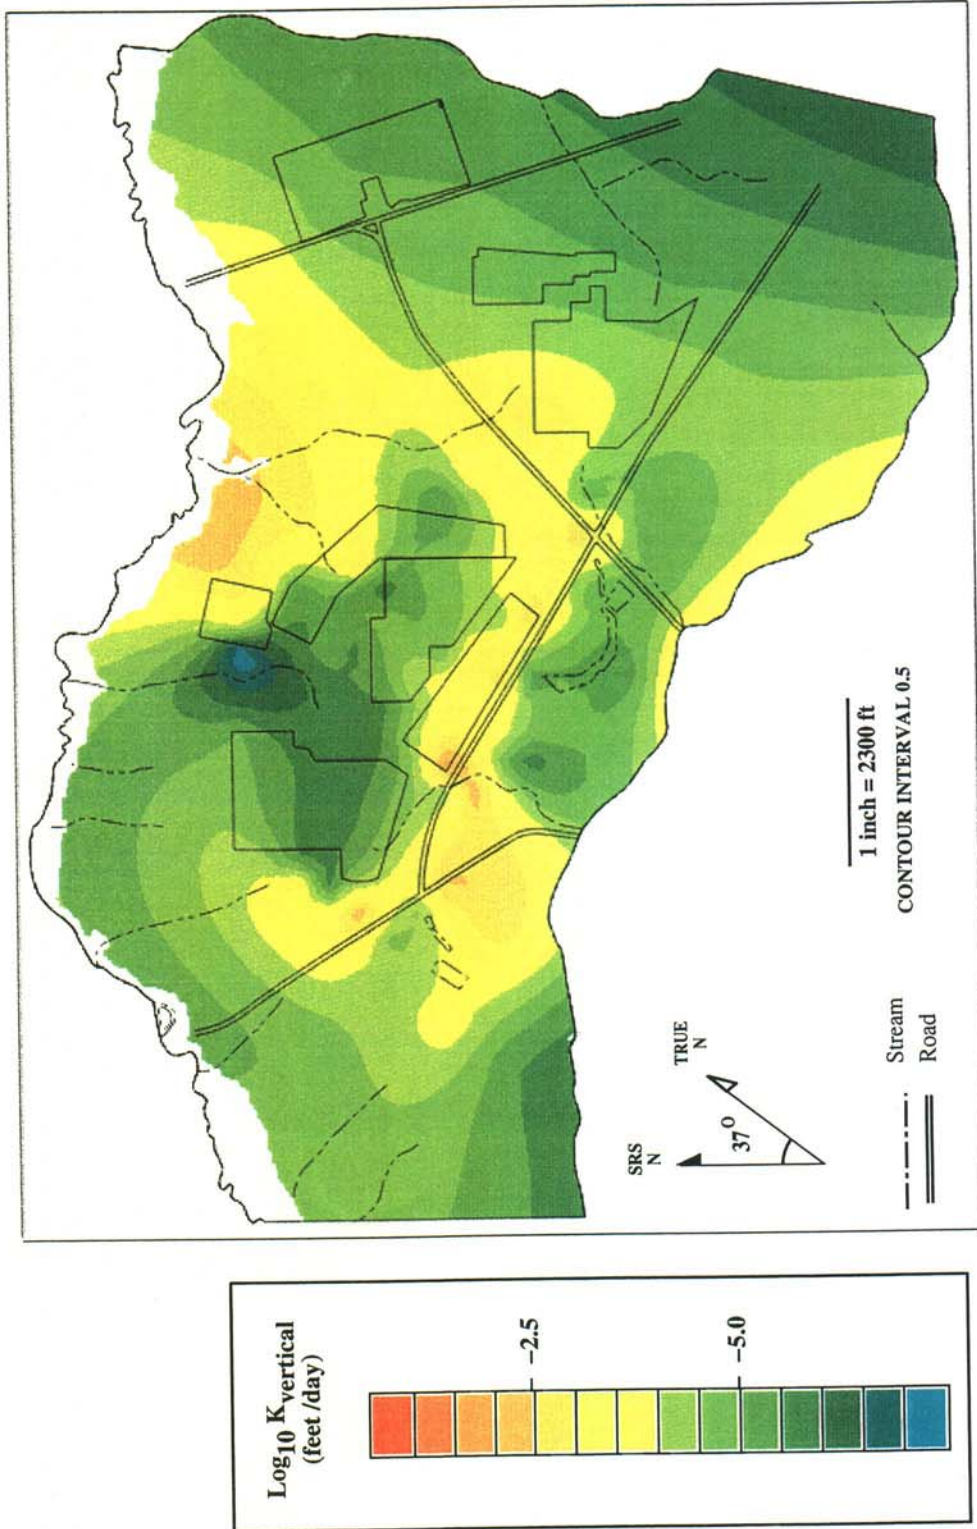 Log10 Kvertical
(feet /day)
−2.5
−5.0
SRS
N
TRUE
N
37O
Stream
Road
1 inch = 2300 ft
CONTOUR INTERVAL 0.5